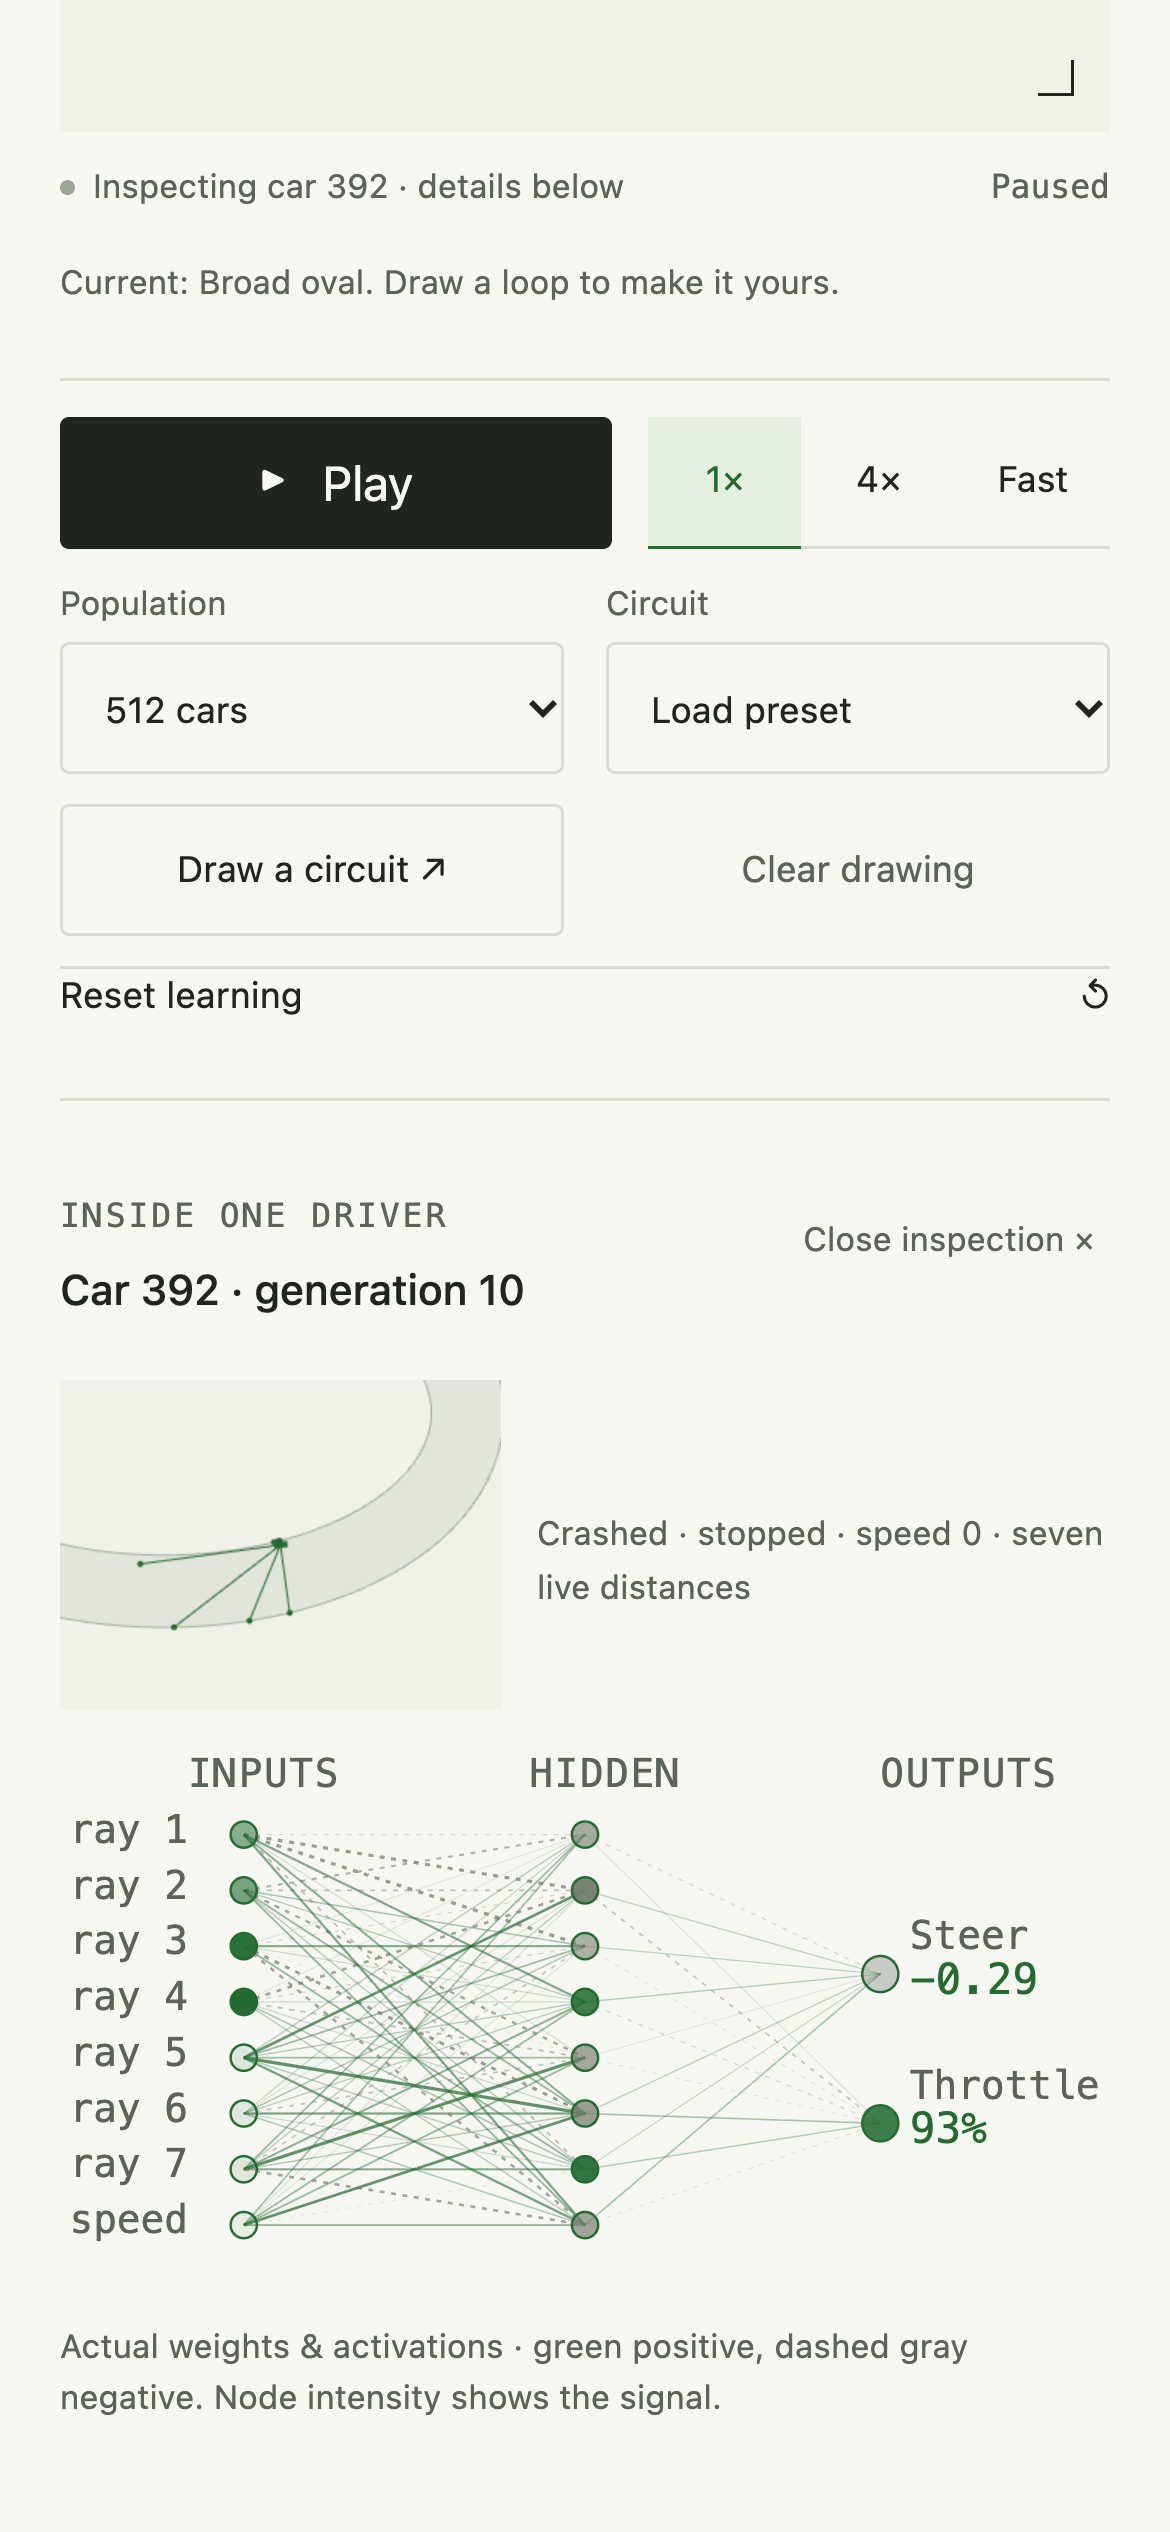 Inspecting car 392 · details below
Paused
Current: Broad oval. Draw a loop to make it yours.
Play
1×
4×
Fast
Population
Circuit
512 cars
Load preset
Draw a circuit ↗
Clear drawing
Reset learning
INSIDE ONE DRIVER
Close inspection ×
Car 392 · generation 10
Crashed · stopped · speed 0 · seven
live distances
INPUTS
HIDDEN
OUTPUTS
ray 1
ray 2
ray 3
ray 4
ray 5
ray 6
ray 7
speed
Steer
−0.29
Throttle
93%
Actual weights & activations · green positive, dashed gray
negative. Node intensity shows the signal.